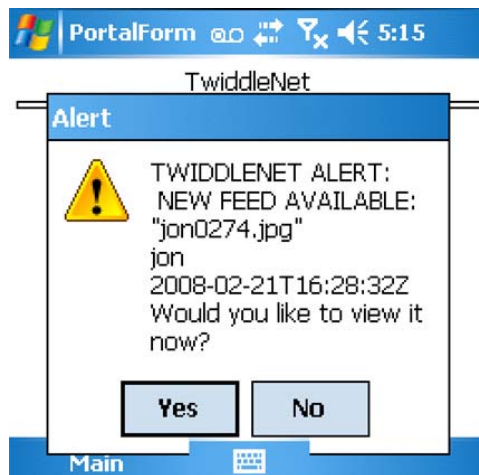 PortalForm 5:15
TwiddleNet
Alert
TWIDDLENET ALERT:
NEW FEED AVAILABLE:
"jon0274.jpg"
jon
2008-02-21T16:28:32Z
Would you like to view it
now?
Yes No
Main